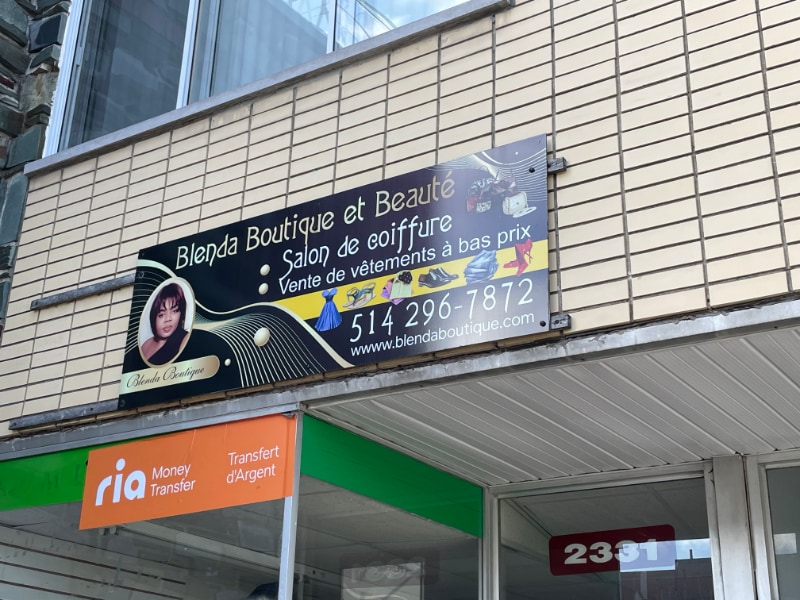 Blenda Boutique et Beauté
Salon de coiffure
Vente de vêtements à bas prix
514 296-7872
www.blendaboutique.com
Blenda Boutique
ria Money Transfer
Transfert d'Argent
2331